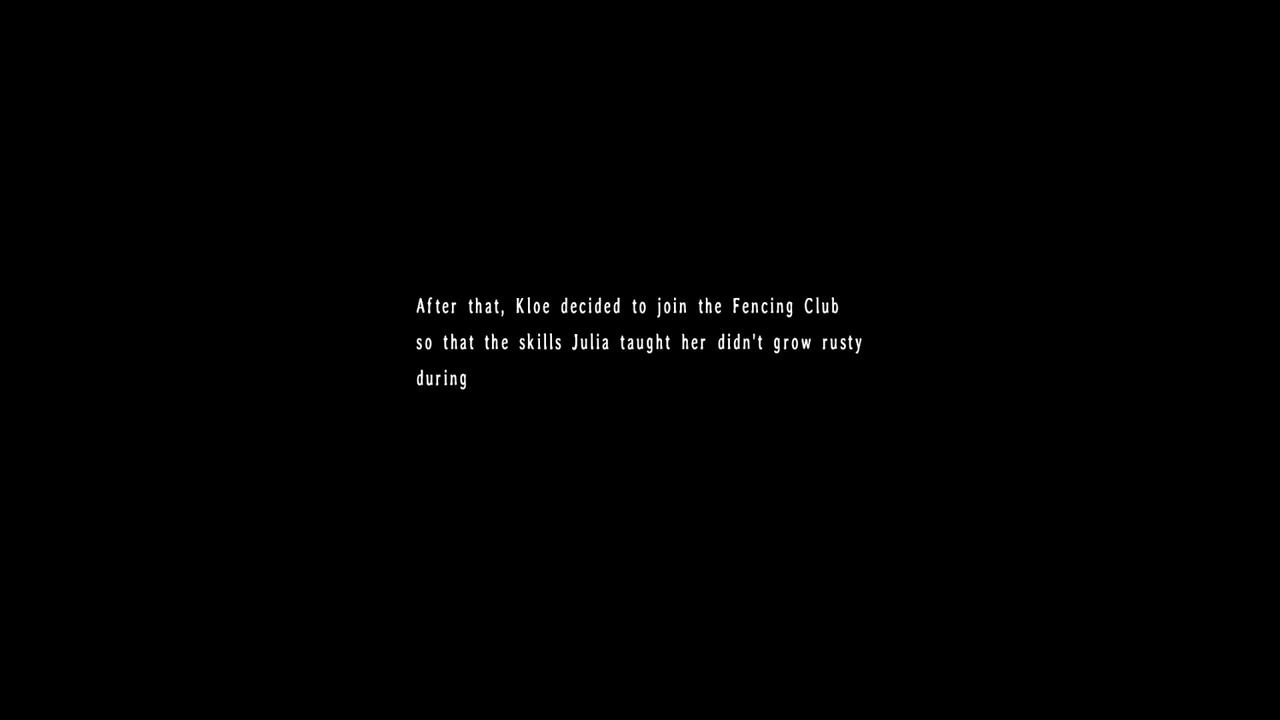 After that, Kloe decided to join the Fencing Club
so that the skills Julia taught her didn't grow rusty
during